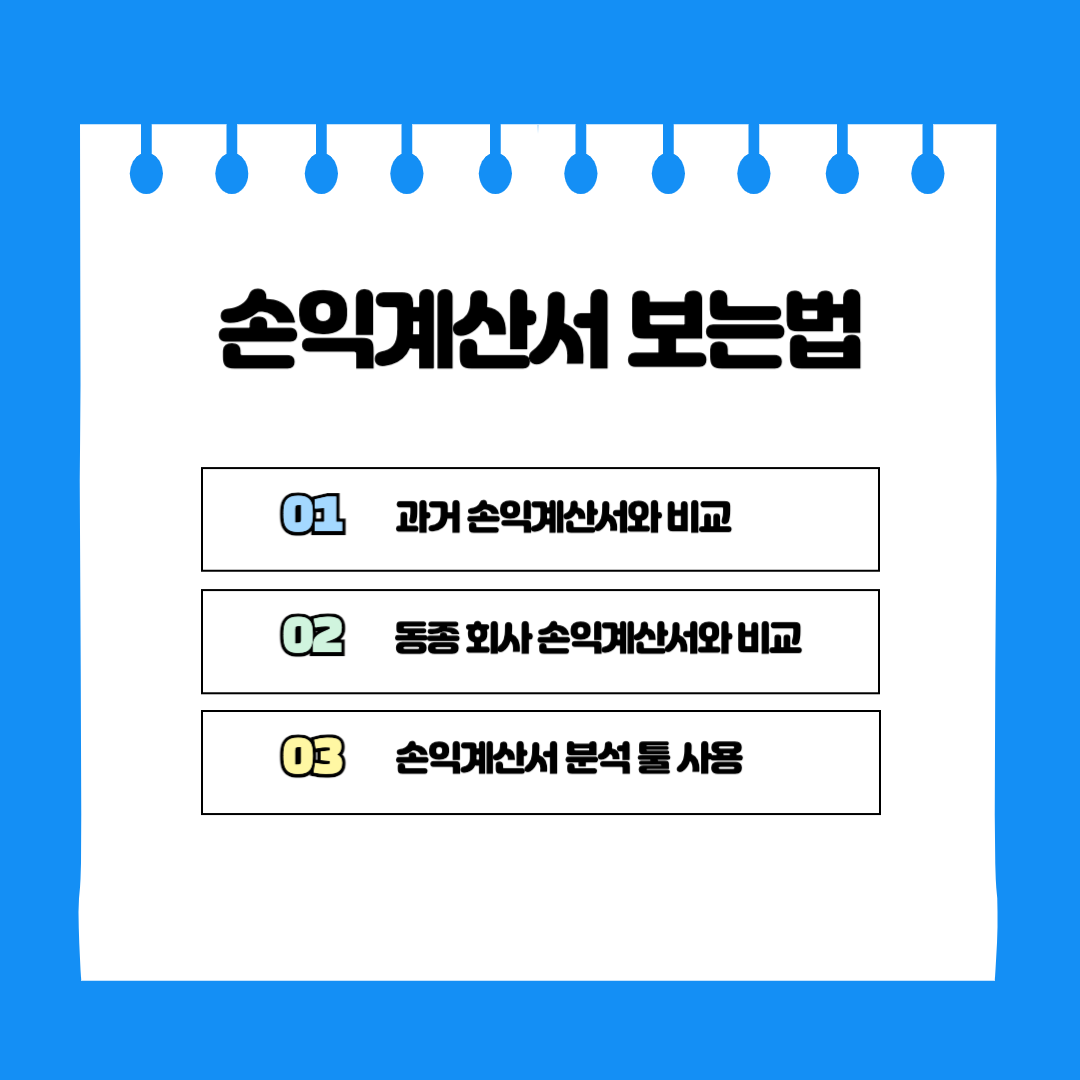 손익계산서 보는법
01 과거 손익계산서와 비교
02 동종 회사 손익계산서와 비교
03 손익계산서 분석 툴 사용